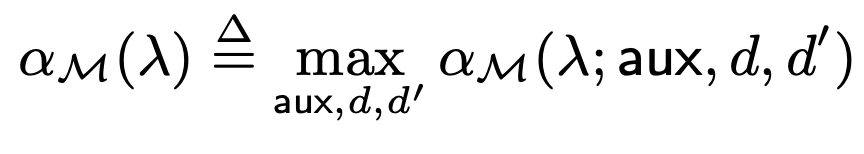 α_ℳ(λ) ≜ max_{aux,d,d′} α_ℳ(λ; aux, d, d′)